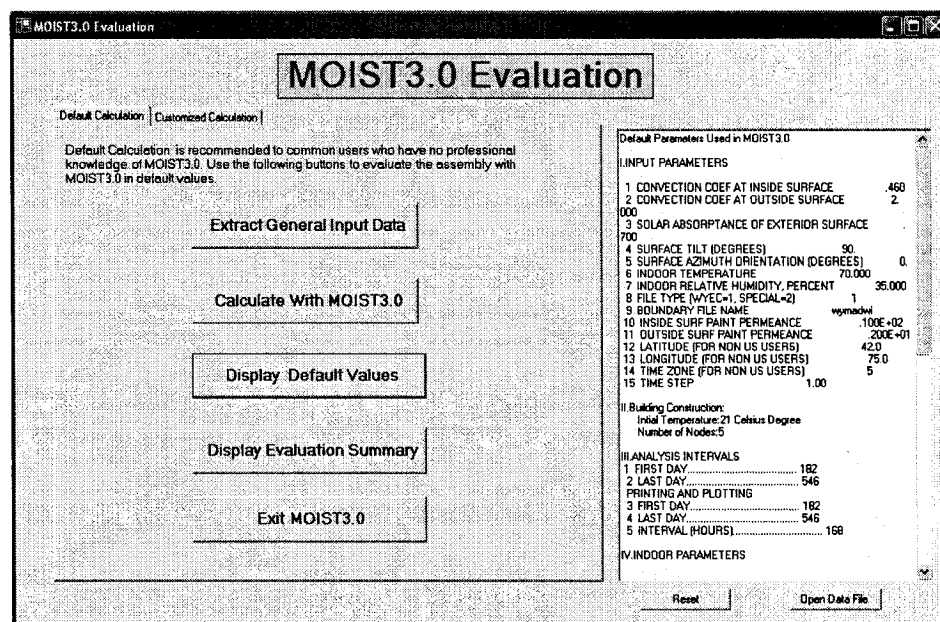 MOIST3.0 Evaluation
MOIST3.0 Evaluation
Default Calculation Customized Calculation
Default Calculation is recommended to common users who have no professional
knowledge of MOIST3.0. Use the following buttons to evaluate the assembly with
MOIST3.0 in default values.
Extract General Input Data
Calculate With MOIST3.0
Display Default Values
Display Evaluation Summary
Exit MOIST3.0
Default Parameters Used in MOIST3.0
I.INPUT PARAMETERS
1 CONVECTION COEF AT INSIDE SURFACE .460
2 CONVECTION COEF AT OUTSIDE SURFACE 2.
000
3 SOLAR ABSORPTANCE OF EXTERIOR SURFACE .
700
4 SURFACE TILT (DEGREES) 90.
5 SURFACE AZIMUTH ORIENTATION (DEGREES) 0.
6 INDOOR TEMPERATURE 70.000
7 INDOOR RELATIVE HUMIDITY, PERCENT 35.000
8 FILE TYPE (WYEC=1, SPECIAL=2) 1
9 BOUNDARY FILE NAME wymadwi
10 INSIDE SURF PAINT PERMEANCE .100E+02
11 OUTSIDE SURF PAINT PERMEANCE .200E+01
12 LATITUDE (FOR NON US USERS) 42.0
13 LONGITUDE (FOR NON US USERS) 75.0
14 TIME ZONE (FOR NON US USERS) 5
15 TIME STEP 1.00
II.Building Construction:
Intial Temperature:21 Celsius Degree
Number of Nodes:5
III.ANALYSIS INTERVALS
1 FIRST DAY.................................. 182
2 LAST DAY.................................. 546
PRINTING AND PLOTTING
3 FIRST DAY.................................. 182
4 LAST DAY.................................. 546
5 INTERVAL (HOURS)........................... 168
IV.INDOOR PARAMETERS
Reset
Open Data File